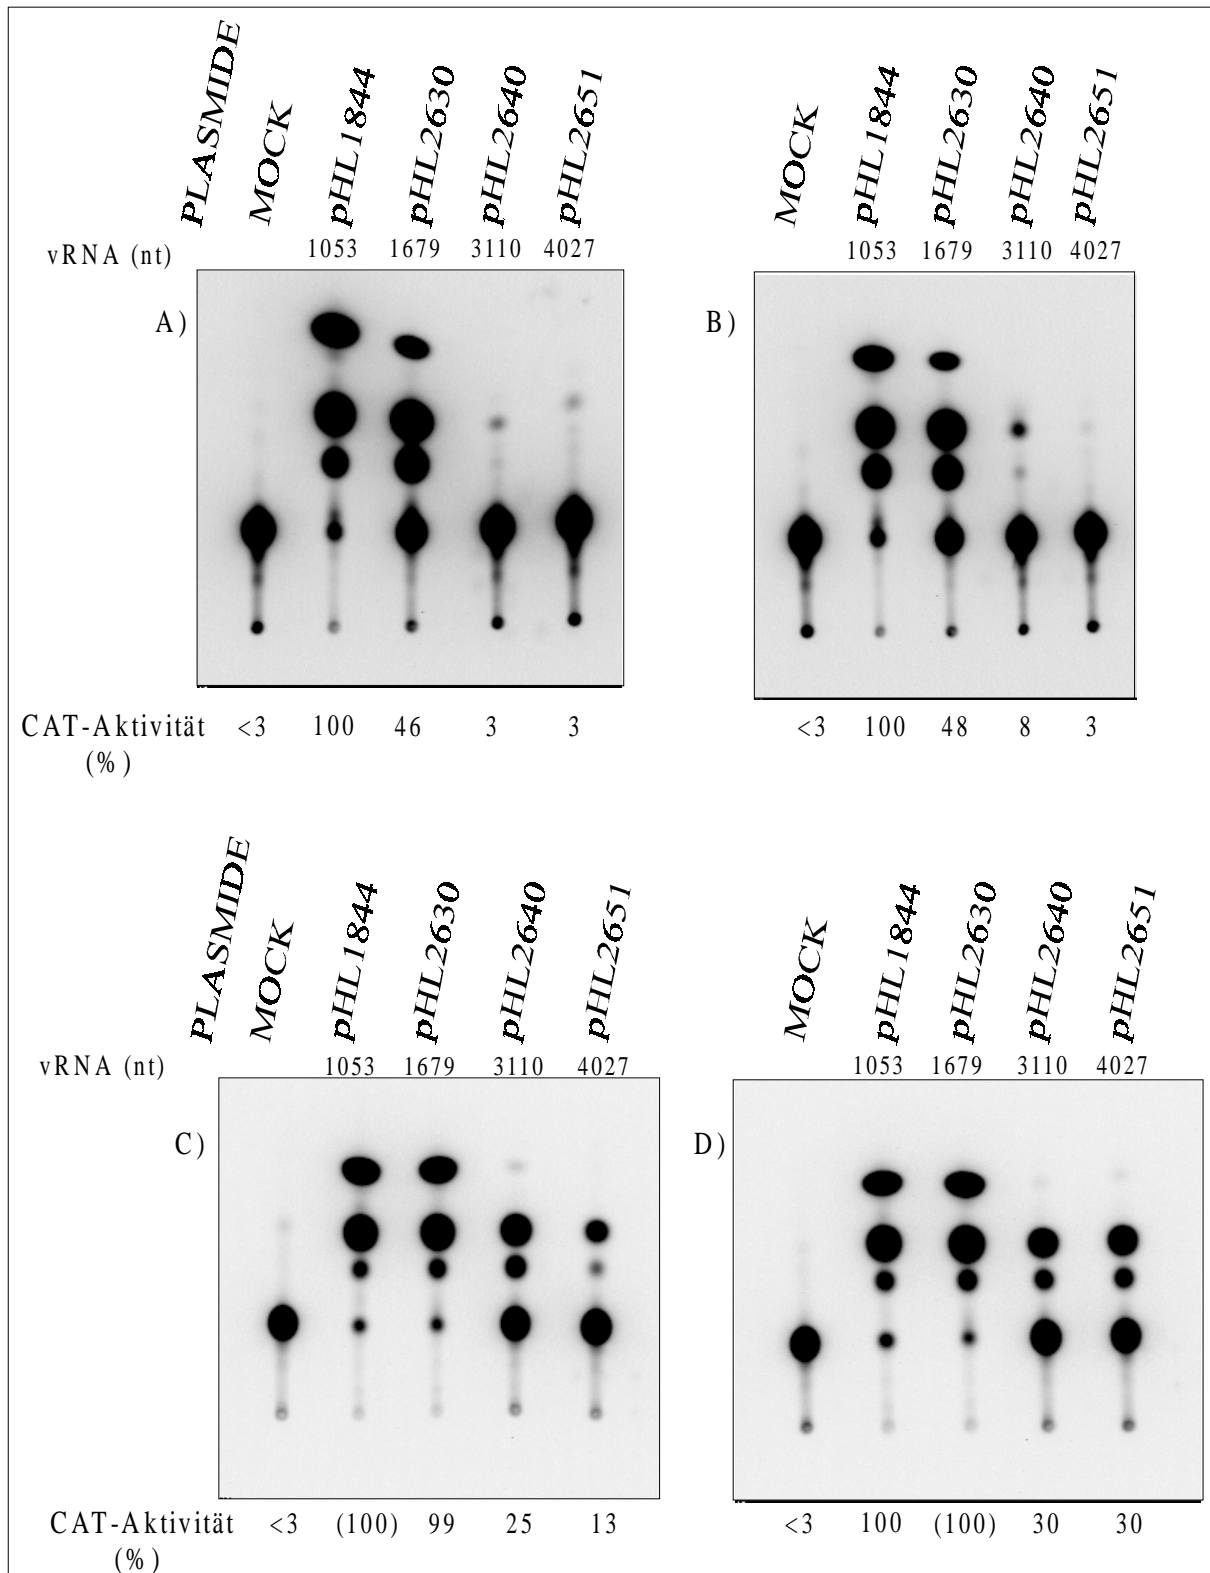 PLASMIDE MOCK pHL1844 pHL2630 pHL2640 pHL2651
vRNA (nt) 1053 1679 3110 4027
A)
CAT-Aktivität <3 100 46 3 3
(%)
MOCK pHL1844 pHL2630 pHL2640 pHL2651
1053 1679 3110 4027
B)
<3 100 48 8 3
PLASMIDE MOCK pHL1844 pHL2630 pHL2640 pHL2651
vRNA (nt) 1053 1679 3110 4027
C)
CAT-Aktivität <3 (100) 99 25 13
(%)
MOCK pHL1844 pHL2630 pHL2640 pHL2651
1053 1679 3110 4027
D)
<3 100 (100) 30 30